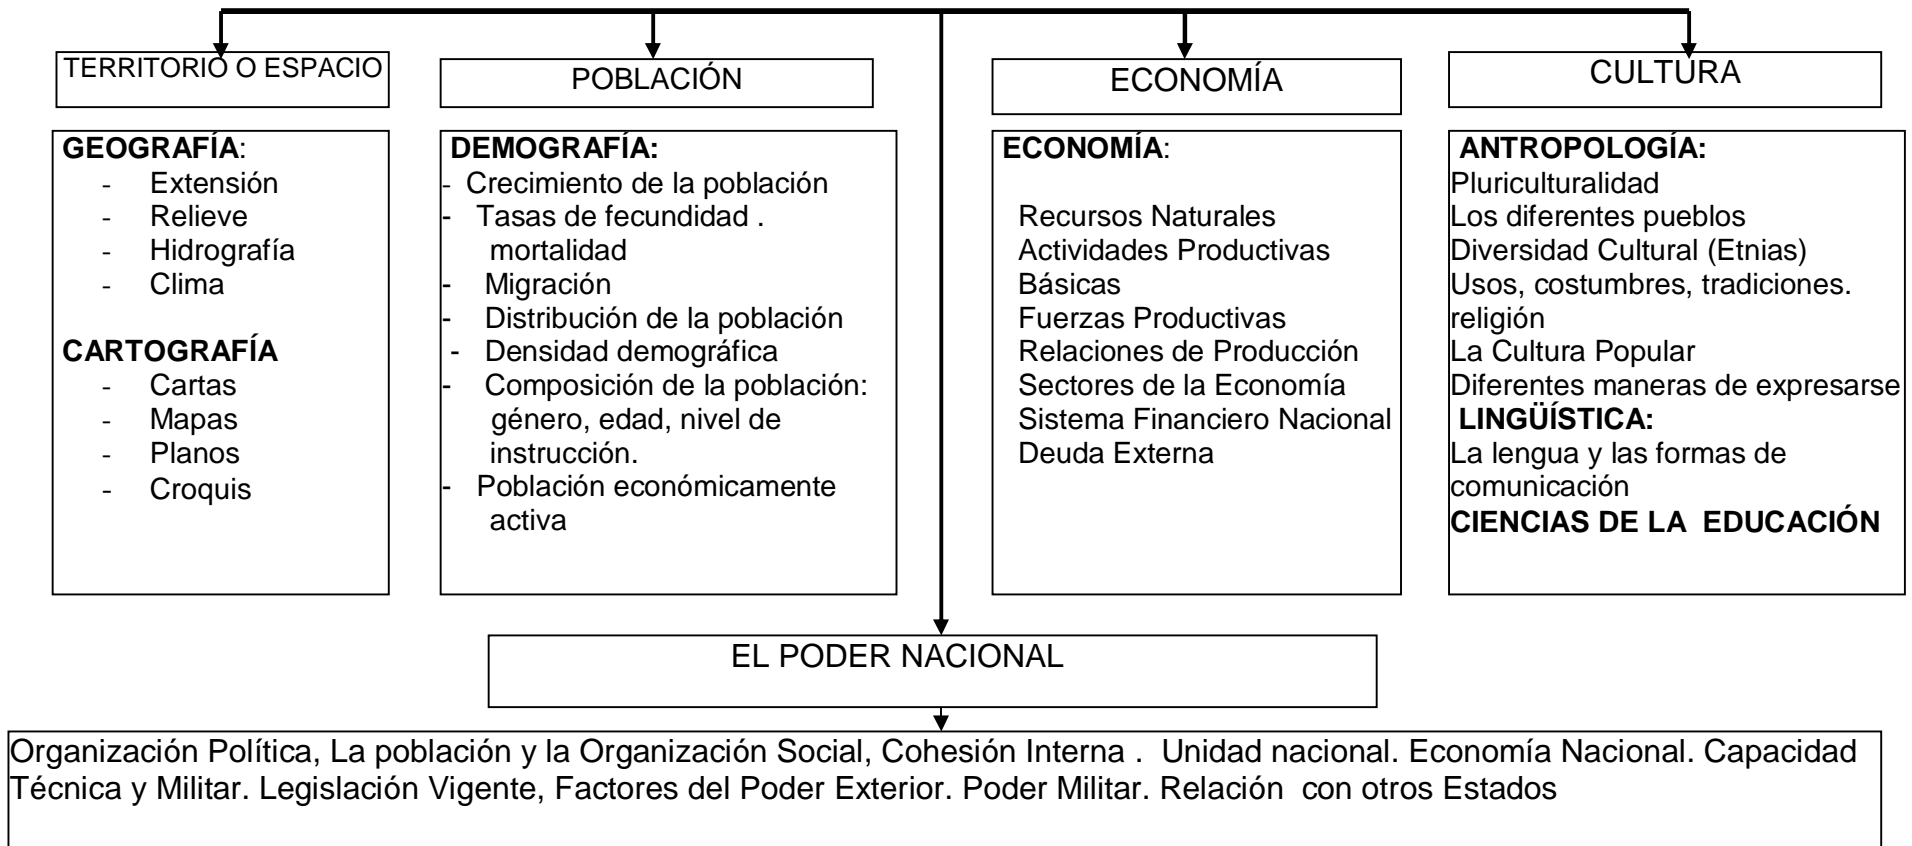 TERRITORIO O ESPACIO
POBLACIÓN
ECONOMÍA
CULTURA
GEOGRAFÍA:
- Extensión
- Relieve
- Hidrografía
- Clima
CARTOGRAFÍA
- Cartas
- Mapas
- Planos
- Croquis
DEMOGRAFÍA:
- Crecimiento de la población
- Tasas de fecundidad .
mortalidad
- Migración
- Distribución de la población
- Densidad demográfica
- Composición de la población:
género, edad, nivel de
instrucción.
- Población económicamente
activa
ECONOMÍA:
Recursos Naturales
Actividades Productivas
Básicas
Fuerzas Productivas
Relaciones de Producción
Sectores de la Economía
Sistema Financiero Nacional
Deuda Externa
ANTROPOLOGÍA:
Pluriculturalidad
Los diferentes pueblos
Diversidad Cultural (Etnias)
Usos, costumbres, tradiciones.
religión
La Cultura Popular
Diferentes maneras de expresarse
LINGÜÍSTICA:
La lengua y las formas de
comunicación
CIENCIAS DE LA EDUCACIÓN
EL PODER NACIONAL
Organización Política, La población y la Organización Social, Cohesión Interna . Unidad nacional. Economía Nacional. Capacidad
Técnica y Militar. Legislación Vigente, Factores del Poder Exterior. Poder Militar. Relación con otros Estados